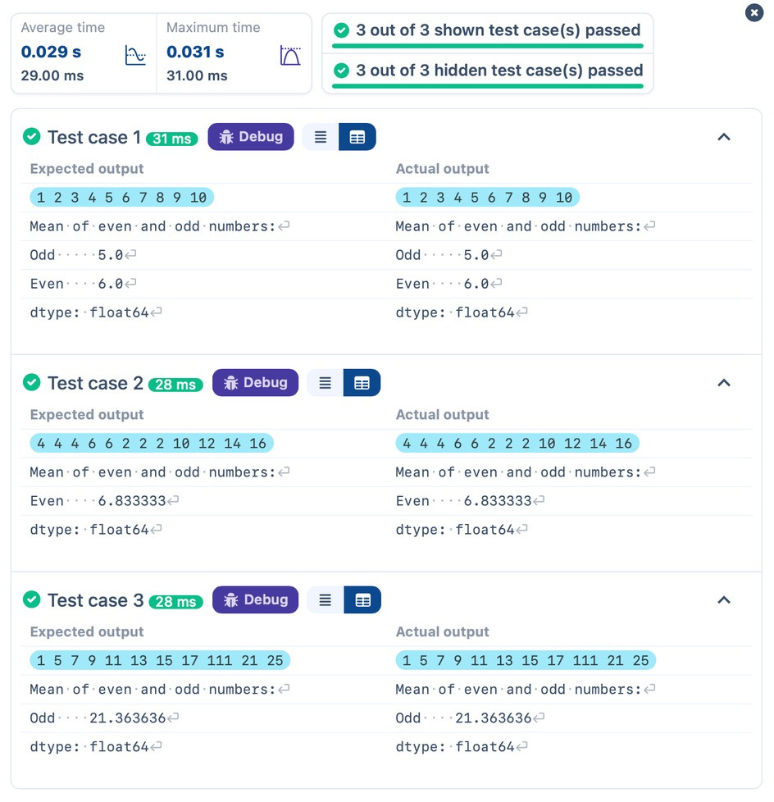 Average time
0.029 s
29.00 ms
Maximum time
0.031 s
31.00 ms
3 out of 3 shown test case(s) passed
3 out of 3 hidden test case(s) passed
Test case 1 31 ms Debug
Expected output
1 2 3 4 5 6 7 8 9 10
Mean·of·even·and·odd·numbers:⏎
Odd·····5.0⏎
Even····6.0⏎
dtype:·float64⏎
Actual output
1 2 3 4 5 6 7 8 9 10
Mean·of·even·and·odd·numbers:⏎
Odd·····5.0⏎
Even····6.0⏎
dtype:·float64⏎
Test case 2 28 ms Debug
Expected output
4 4 4 6 6 2 2 2 10 12 14 16
Mean·of·even·and·odd·numbers:⏎
Even····6.833333⏎
dtype:·float64⏎
Actual output
4 4 4 6 6 2 2 2 10 12 14 16
Mean·of·even·and·odd·numbers:⏎
Even····6.833333⏎
dtype:·float64⏎
Test case 3 28 ms Debug
Expected output
1 5 7 9 11 13 15 17 111 21 25
Mean·of·even·and·odd·numbers:⏎
Odd····21.363636⏎
dtype:·float64⏎
Actual output
1 5 7 9 11 13 15 17 111 21 25
Mean·of·even·and·odd·numbers:⏎
Odd····21.363636⏎
dtype:·float64⏎